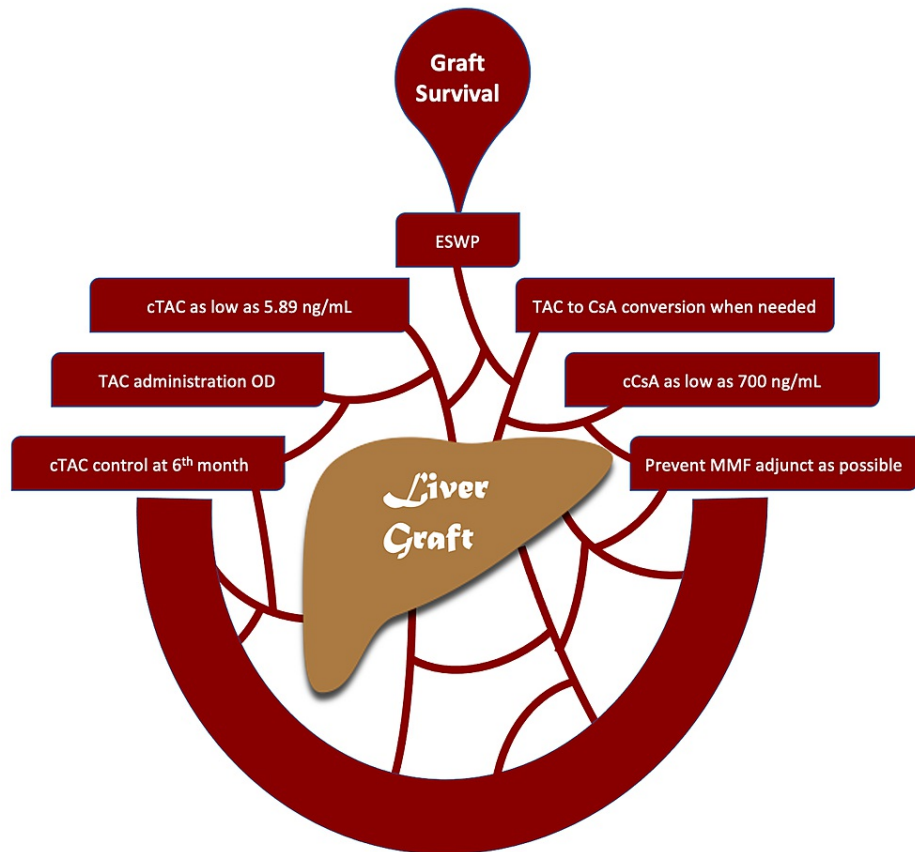 Graft
Survival
ESWP
cTAC as low as 5.89 ng/mL
TAC to CsA conversion when needed
TAC administration OD
cCsA as low as 700 ng/mL
cTAC control at 6th month
Prevent MMF adjunct as possible
Liver
Graft